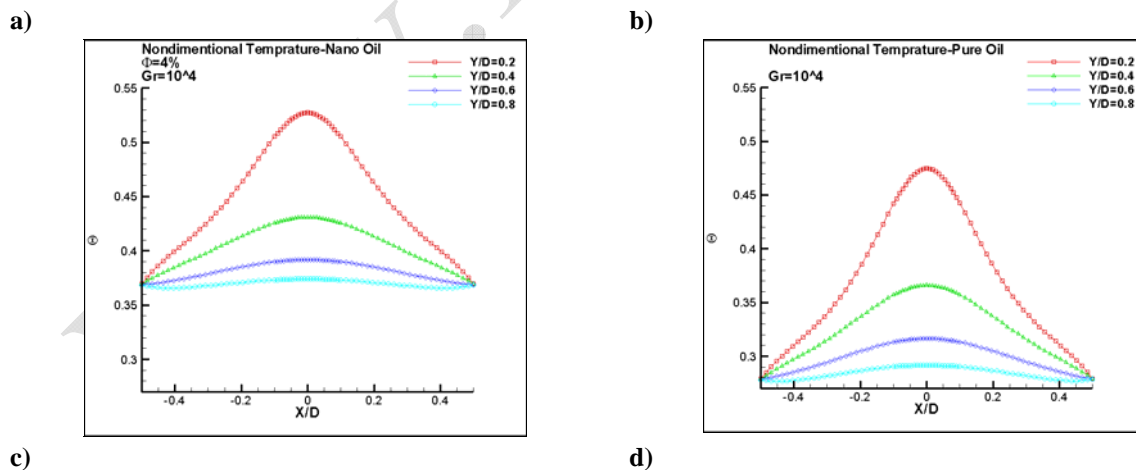 a)
b)
Nondimentional Temprature-Nano Oil
Φ=4%
Gr=10^4
Y/D=0.2
Y/D=0.4
Y/D=0.6
Y/D=0.8
0.55
0.5
0.45
0.4
0.35
0.3
Θ
-0.4 -0.2 0 0.2 0.4
X/D
Nondimentional Temprature-Pure Oil
Gr=10^4
Y/D=0.2
Y/D=0.4
Y/D=0.6
Y/D=0.8
0.55
0.5
0.45
0.4
0.35
0.3
Θ
-0.4 -0.2 0 0.2 0.4
X/D
c)
d)